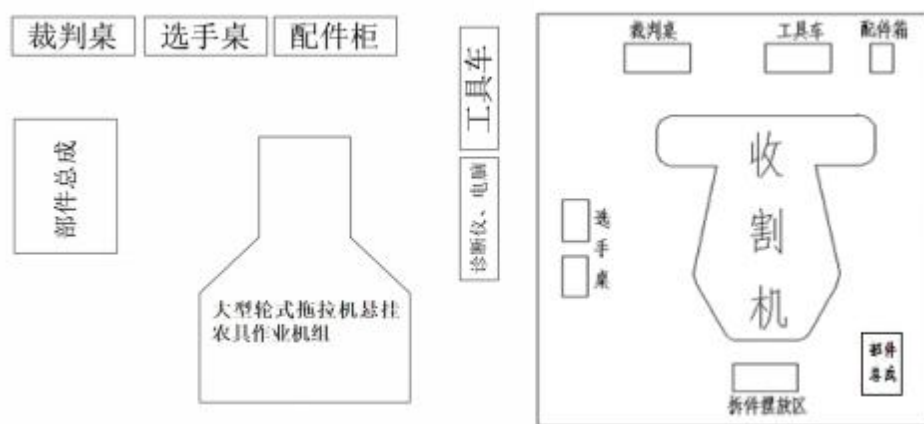 裁判桌
选手桌
配件柜
工具车
部件总成
诊断仪、电脑
大型轮式拖拉机悬挂
农具作业机组
裁判桌
工具车
配件箱
收割机
选手桌
部件
总成
拆件摆放区